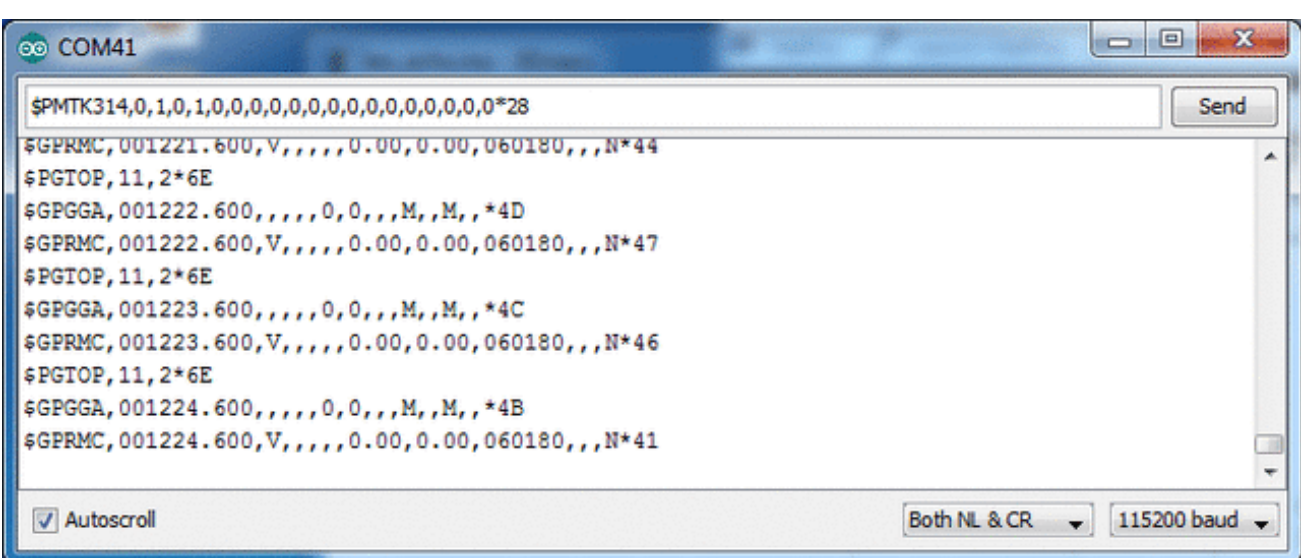 COM41
$PMTK314,0,1,0,1,0,0,0,0,0,0,0,0,0,0,0,0,0,0,0*28
Send
$GPRMC,001221.600,V,,,,,0.00,0.00,060180,,,N*44
$PGTOP,11,2*6E
$GPGGA,001222.600,,,,,0,0,,,M,,M,,*4D
$GPRMC,001222.600,V,,,,,0.00,0.00,060180,,,N*47
$PGTOP,11,2*6E
$GPGGA,001223.600,,,,,0,0,,,M,,M,,*4C
$GPRMC,001223.600,V,,,,,0.00,0.00,060180,,,N*46
$PGTOP,11,2*6E
$GPGGA,001224.600,,,,,0,0,,,M,,M,,*4B
$GPRMC,001224.600,V,,,,,0.00,0.00,060180,,,N*41
Autoscroll
Both NL & CR
115200 baud